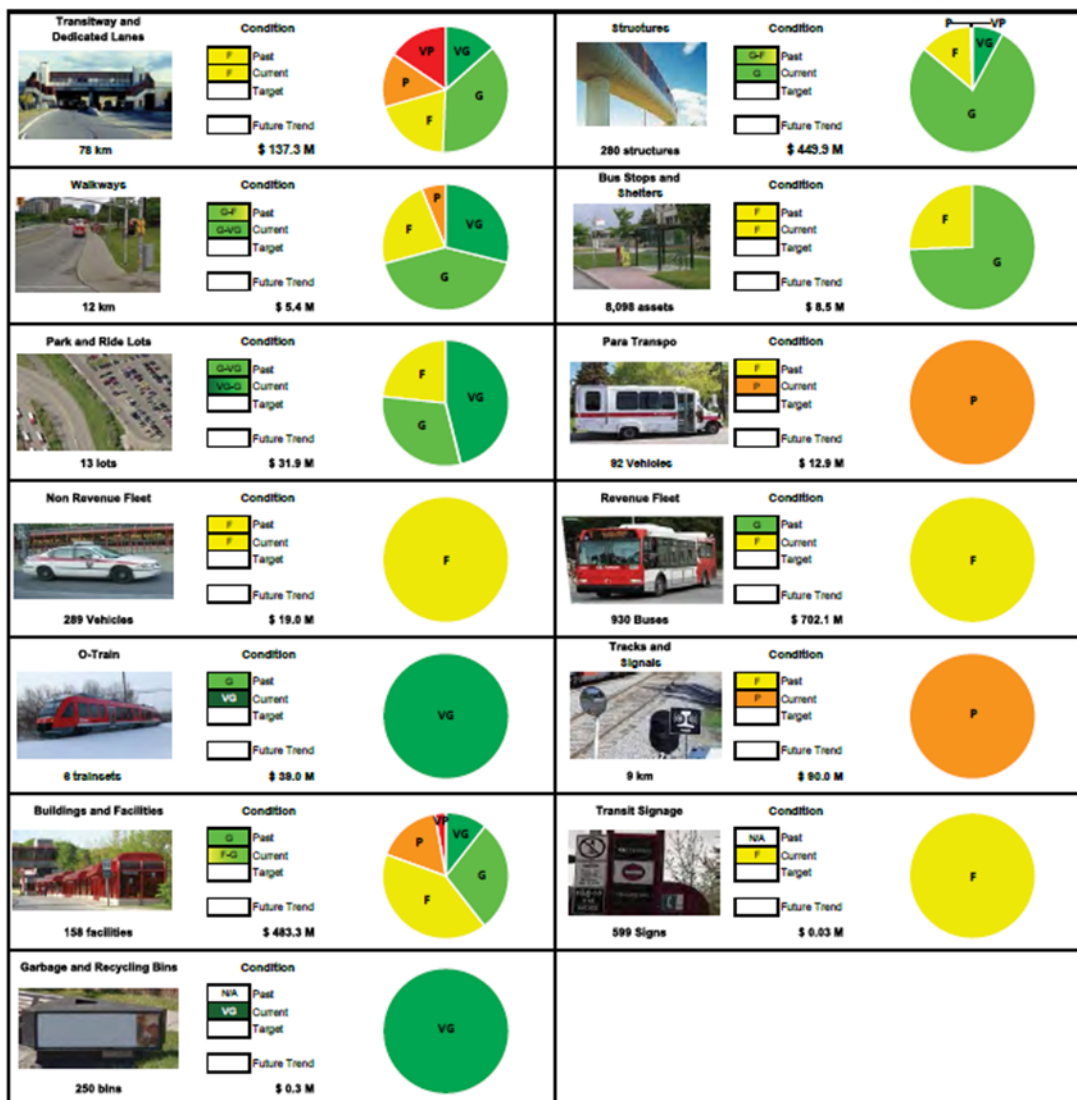 Transitway and
Dedicated Lanes
Condition
F Past
F Current
Target
Future Trend
78 km
$ 137.3 M
VP
VG
P
G
F
Structures
Condition
G-F Past
G Current
Target
Future Trend
280 structures
$ 449.9 M
P VP
F
VG
G
Walkways
Condition
G-F Past
G-VG Current
Target
Future Trend
12 km
$ 5.4 M
P
VG
F
G
Bus Stops and
Shelters
Condition
F Past
F Current
Target
Future Trend
8,098 assets
$ 8.5 M
F
G
Park and Ride Lots
Condition
G-VG Past
VG-G Current
Target
Future Trend
13 lots
$ 31.9 M
F
VG
G
Para Transpo
Condition
F Past
P Current
Target
Future Trend
92 Vehicles
$ 12.9 M
P
Non Revenue Fleet
Condition
F Past
F Current
Target
Future Trend
289 Vehicles
$ 19.0 M
F
Revenue Fleet
Condition
G Past
F Current
Target
Future Trend
930 Buses
$ 702.1 M
F
O-Train
Condition
G Past
VG Current
Target
Future Trend
6 trainsets
$ 39.0 M
VG
Tracks and
Signals
Condition
F Past
P Current
Target
Future Trend
9 km
$ 90.0 M
P
Buildings and Facilities
Condition
G Past
F-G Current
Target
Future Trend
158 facilities
$ 483.3 M
VP
P
VG
G
F
Transit Signage
Condition
N/A Past
F Current
Target
Future Trend
599 Signs
$ 0.03 M
F
Garbage and Recycling Bins
Condition
N/A Past
VG Current
Target
Future Trend
250 bins
$ 0.3 M
VG